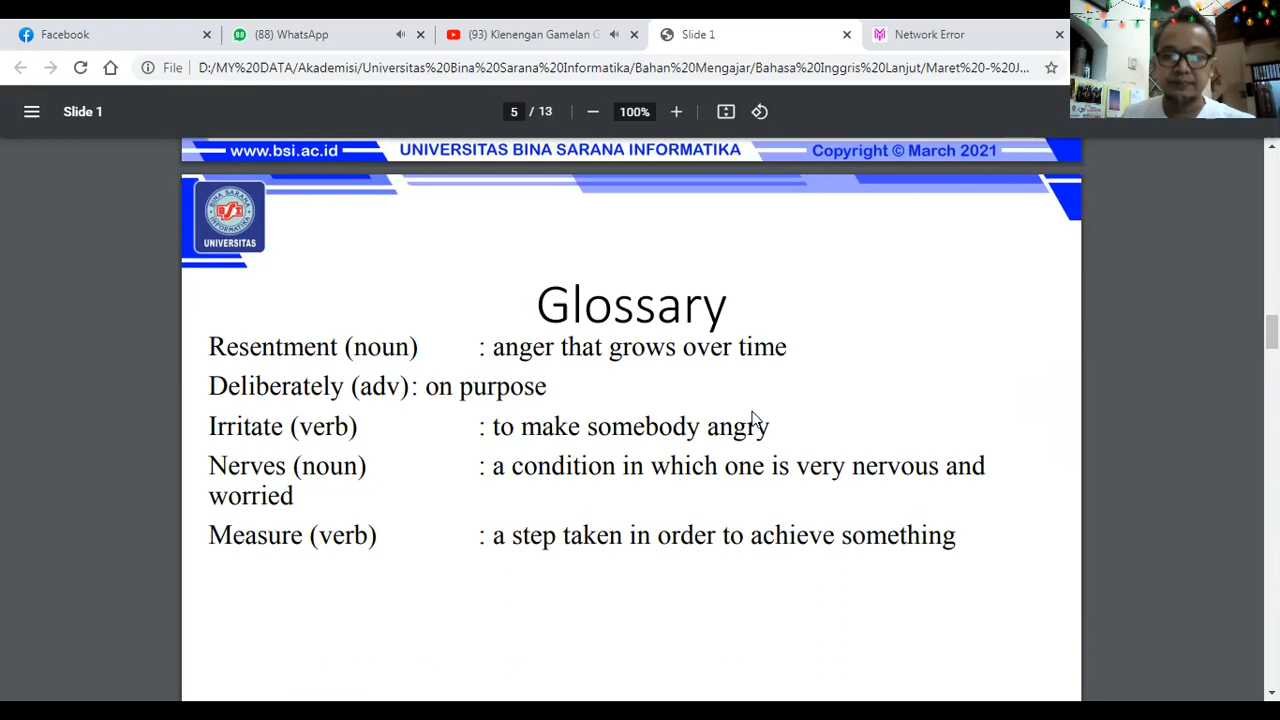 Facebook
(88) WhatsApp
(93) Klenengan Gamelan G
Slide 1
Network Error
File
D:/MY%20DATA/Akademisi/Universitas%20Bina%20Sarana%20Informatika/Bahan%20Mengajar/Bahasa%20Inggris%20Lanjut/Maret%20-%20J...
Slide 1
5 / 13
100%
www.bsi.ac.id
UNIVERSITAS BINA SARANA INFORMATIKA
Copyright © March 2021
BINA SARANA
BSI
INFORMATIKA
UNIVERSITAS
Glossary
Resentment (noun) : anger that grows over time
Deliberately (adv) : on purpose
Irritate (verb) : to make somebody angry
Nerves (noun) : a condition in which one is very nervous and
worried
Measure (verb) : a step taken in order to achieve something